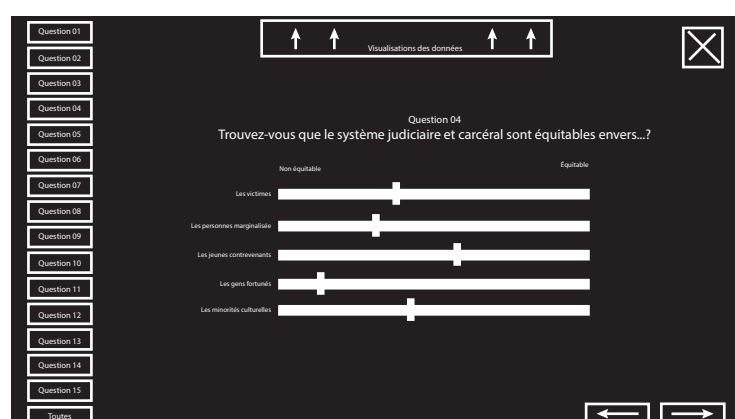 Question 01
Question 02
Question 03
Question 04
Question 05
Question 06
Question 07
Question 08
Question 09
Question 10
Question 11
Question 12
Question 13
Question 14
Question 15
Toutes
Visualisations des données
Question 04
Trouvez-vous que le système judiciaire et carcéral sont équitables envers...?
Non équitable
Équitable
Les victimes
Les personnes marginalisée
Les jeunes contrevenants
Les gens fortunés
Les minorités culturelles